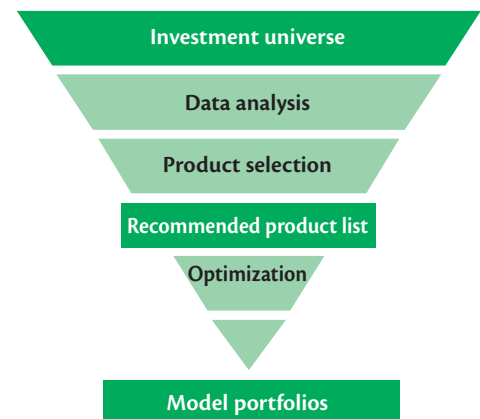 Investment universe
Data analysis
Product selection
Recommended product list
Optimization
Model portfolios